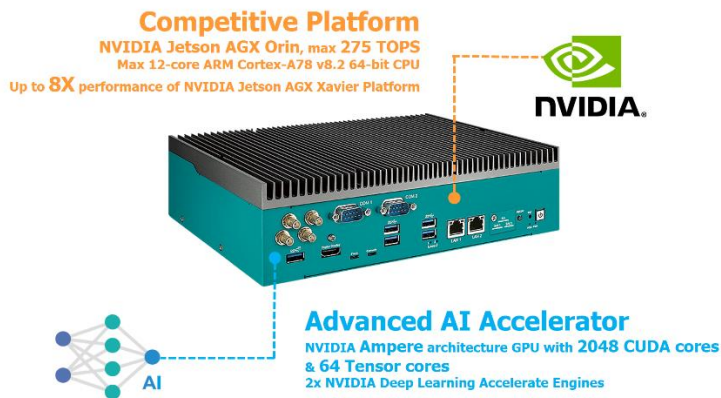 Competitive Platform
NVIDIA Jetson AGX Orin, max 275 TOPS
Max 12-core ARM Cortex-A78 v8.2 64-bit CPU
Up to 8X performance of NVIDIA Jetson AGX Xavier Platform
NVIDIA.
COM 1
COM 2
LAN 1
LAN 2
AI
Advanced AI Accelerator
NVIDIA Ampere architecture GPU with 2048 CUDA cores
& 64 Tensor cores
2x NVIDIA Deep Learning Accelerate Engines